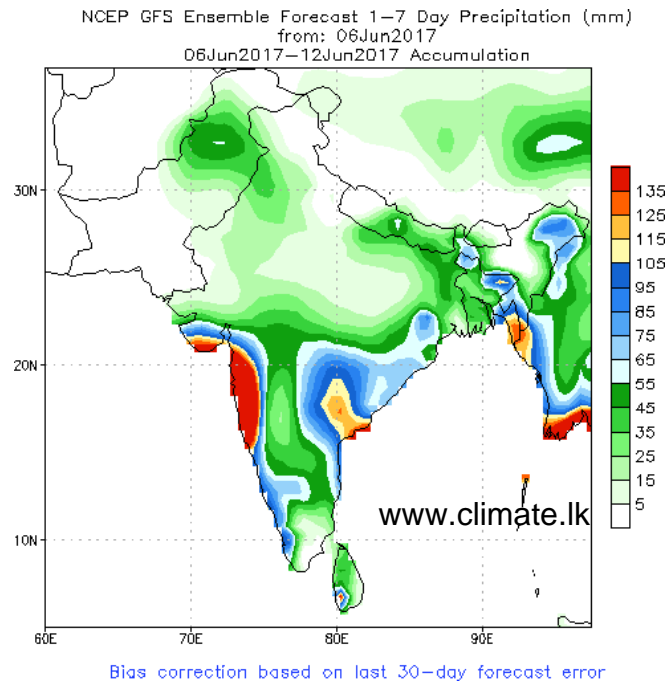 NCEP GFS Ensemble Forecast 1-7 Day Precipitation (mm)
from: 06Jun2017
06Jun2017-12Jun2017 Accumulation
30N
20N
10N
60E 70E 80E 90E
135
125
115
105
95
85
75
65
55
45
35
25
15
5
www.climate.lk
Bias correction based on last 30-day forecast error